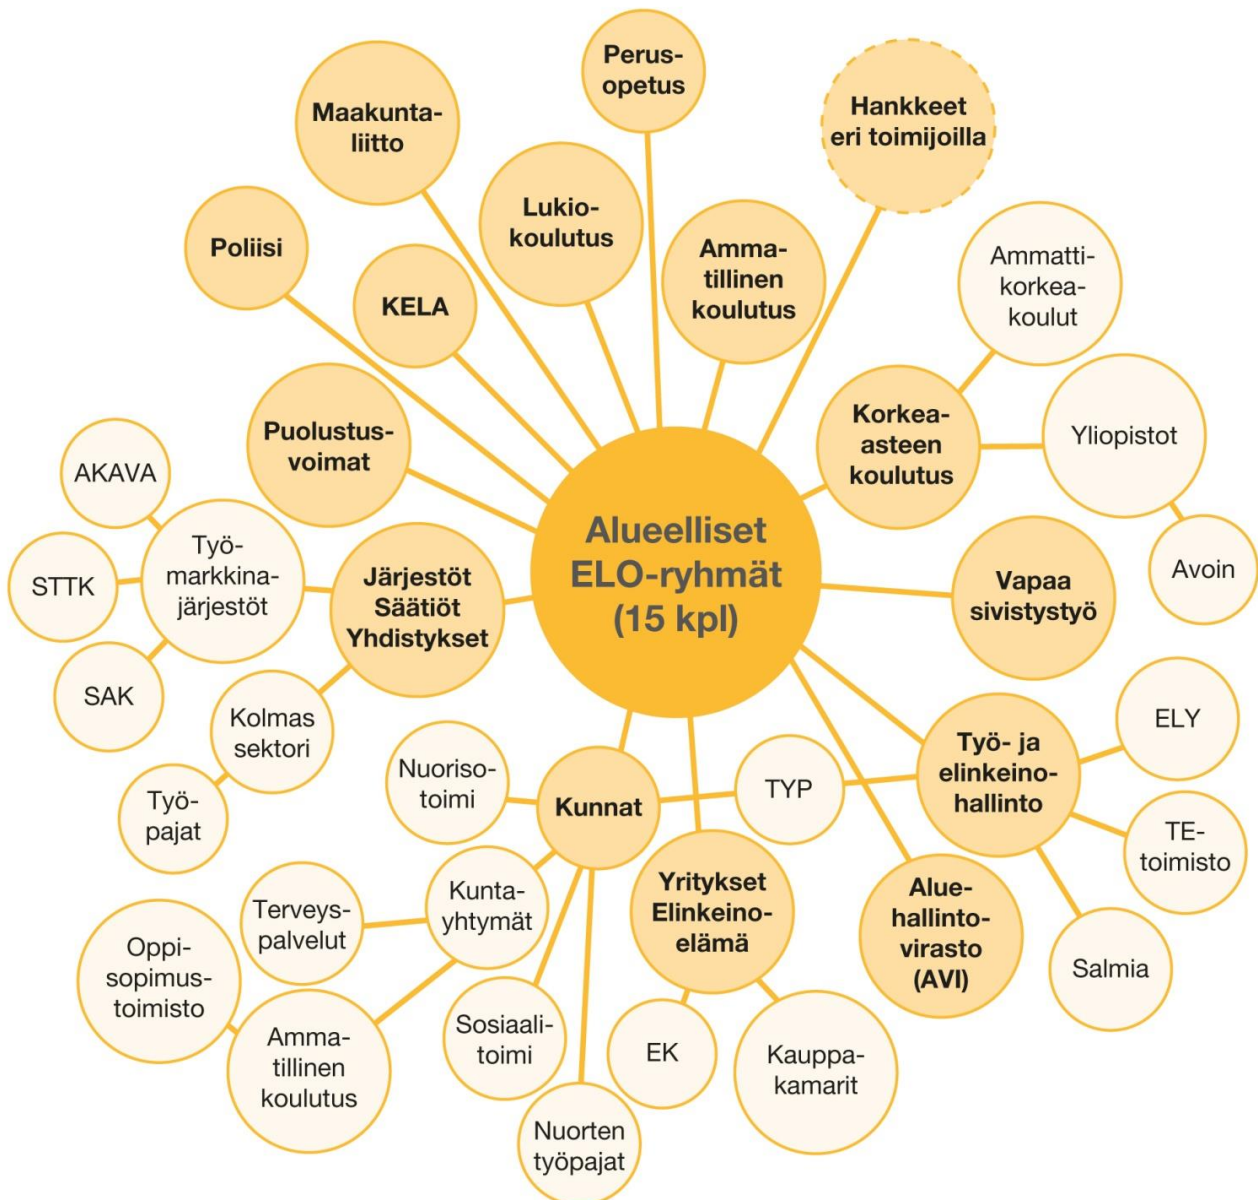 Perus-
opetus
Maakunta-
liitto
Hankkeet
eri toimijoilla
Lukio-
koulutus
Poliisi
Amma-
tillinen
koulutus
Ammatti-
korkea-
koulut
KELA
Puolustus-
voimat
Korkea-
asteen
koulutus
Yliopistot
AKAVA
Alueelliset
ELO-ryhmät
(15 kpl)
Työ-
markkina-
järjestöt
Avoin
STTK
Järjestöt
Säätiöt
Yhdistykset
Vapaa
sivistystyö
SAK
Kolmas
sektori
ELY
Työ- ja
elinkeino-
hallinto
Nuoriso-
toimi
TYP
Kunnat
Työ-
pajat
TE-
toimisto
Yritykset
Elinkeino-
elämä
Alue-
hallinto-
virasto
(AVI)
Kunta-
yhtymät
Terveys-
palvelut
Oppi-
sopimus-
toimisto
Salmia
Sosiaali-
toimi
EK
Kauppa-
kamarit
Amma-
tillinen
koulutus
Nuorten
työpajat